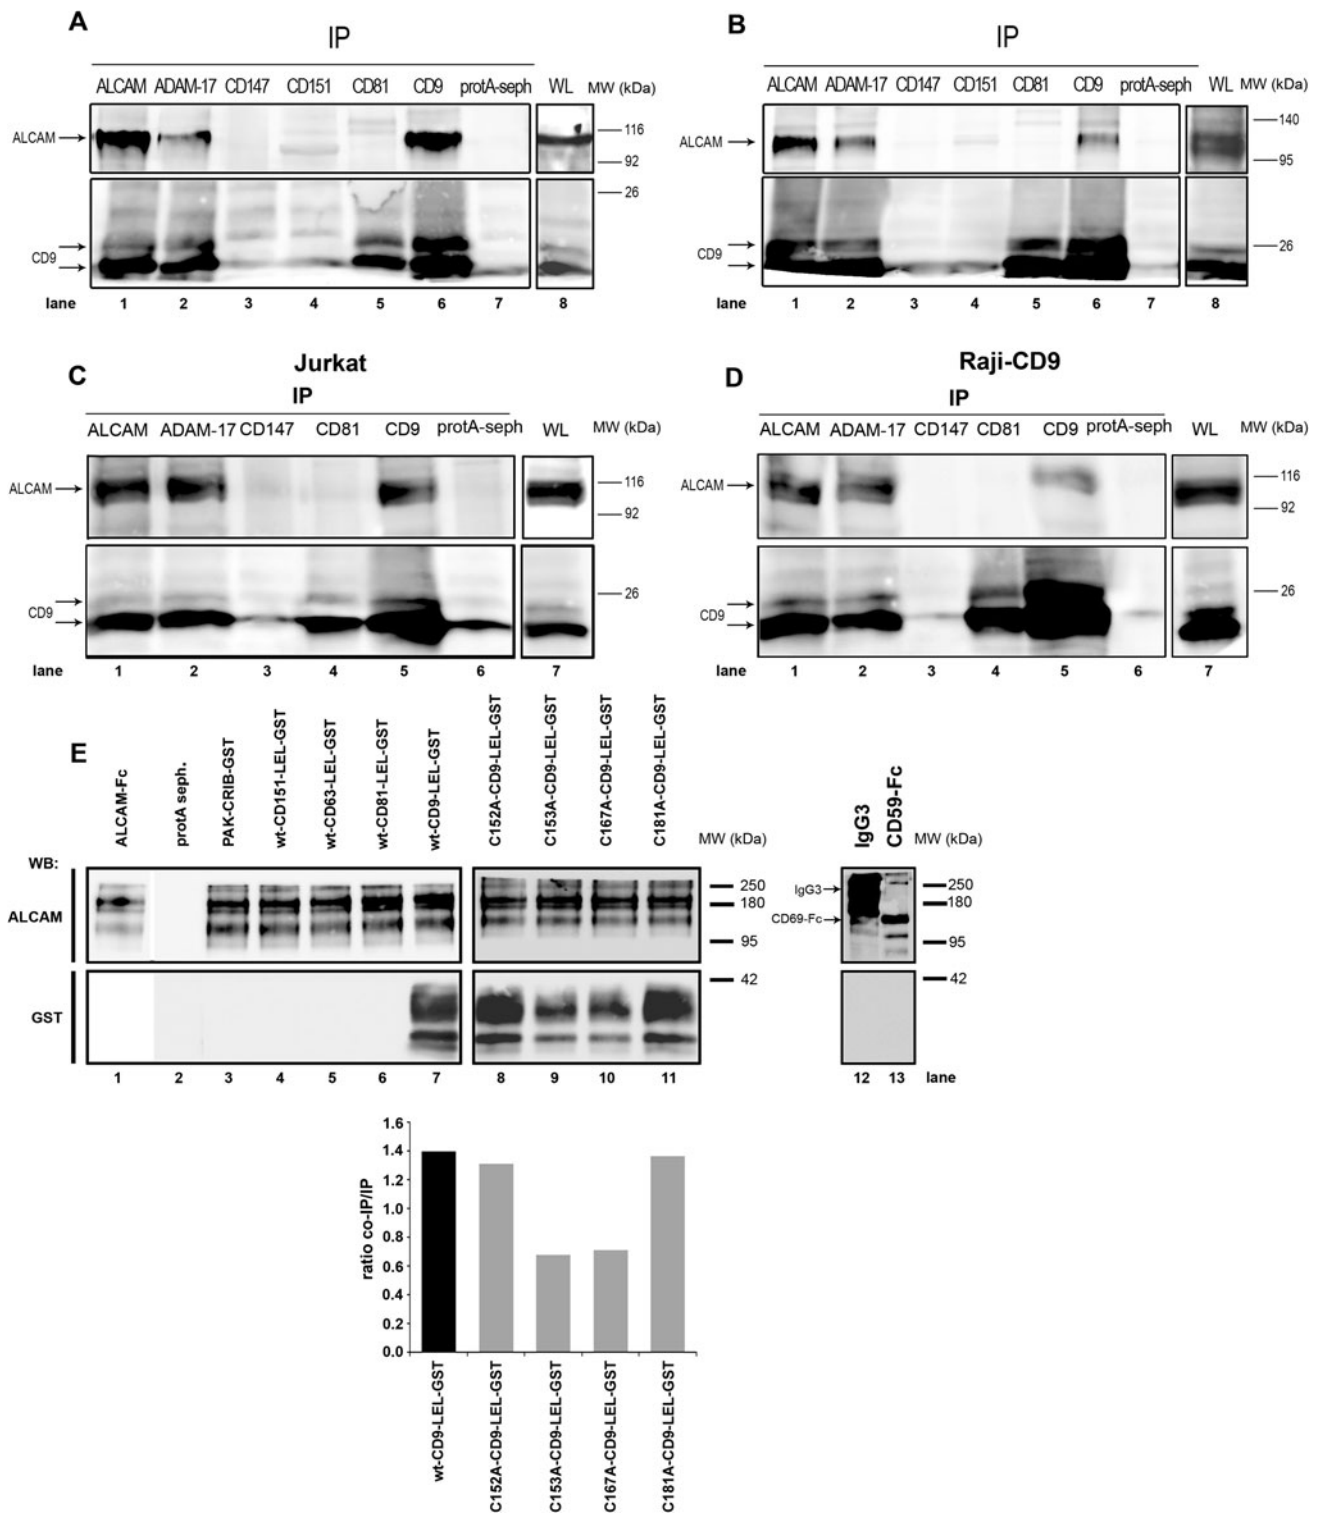 A
IP
ALCAM ADAM-17 CD147 CD151 CD81 CD9 protA-seph WL MW (kDa)
ALCAM
116
92
26
CD9
lane 1 2 3 4 5 6 7 8
B
IP
ALCAM ADAM-17 CD147 CD151 CD81 CD9 protA-seph WL MW (kDa)
ALCAM
140
95
26
CD9
lane 1 2 3 4 5 6 7 8
C
Jurkat
IP
ALCAM ADAM-17 CD147 CD81 CD9 protA-seph WL MW (kDa)
ALCAM
116
92
26
CD9
lane 1 2 3 4 5 6 7
D
Raji-CD9
IP
ALCAM ADAM-17 CD147 CD81 CD9 protA-seph WL MW (kDa)
ALCAM
116
92
26
CD9
lane 1 2 3 4 5 6 7
E
ALCAM-Fc
protA seph.
PAK-CRIB-GST
wt-CD151-LEL-GST
wt-CD63-LEL-GST
wt-CD81-LEL-GST
wt-CD9-LEL-GST
C152A-CD9-LEL-GST
C153A-CD9-LEL-GST
C167A-CD9-LEL-GST
C181A-CD9-LEL-GST
MW (kDa)
IgG3
CD59-Fc
MW (kDa)
WB:
ALCAM
250
180
95
42
IgG3
CD69-Fc
250
180
95
42
GST
1 2 3 4 5 6 7 8 9 10 11 12 13 lane
ratio co-IP/IP
1.6
1.4
1.2
1.0
0.8
0.6
0.4
0.2
0.0
wt-CD9-LEL-GST
C152A-CD9-LEL-GST
C153A-CD9-LEL-GST
C167A-CD9-LEL-GST
C181A-CD9-LEL-GST